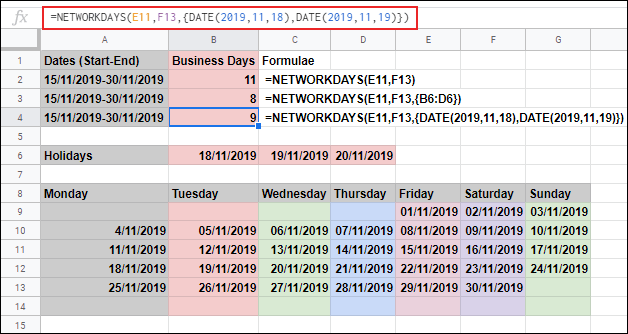 fx =NETWORKDAYS(E11,F13,{DATE(2019,11,18),DATE(2019,11,19)})
A B C D E F G
1 Dates (Start-End) Business Days Formulae
2 15/11/2019-30/11/2019 11 =NETWORKDAYS(E11,F13)
3 15/11/2019-30/11/2019 8 =NETWORKDAYS(E11,F13,{B6:D6})
4 15/11/2019-30/11/2019 9 =NETWORKDAYS(E11,F13,{DATE(2019,11,18),DATE(2019,11,19)})
5
6 Holidays 18/11/2019 19/11/2019 20/11/2019
7
8 Monday Tuesday Wednesday Thursday Friday Saturday Sunday
9 01/11/2019 02/11/2019 03/11/2019
10 4/11/2019 05/11/2019 06/11/2019 07/11/2019 08/11/2019 09/11/2019 10/11/2019
11 11/11/2019 12/11/2019 13/11/2019 14/11/2019 15/11/2019 16/11/2019 17/11/2019
12 18/11/2019 19/11/2019 20/11/2019 21/11/2019 22/11/2019 23/11/2019 24/11/2019
13 25/11/2019 26/11/2019 27/11/2019 28/11/2019 29/11/2019 30/11/2019
14
15